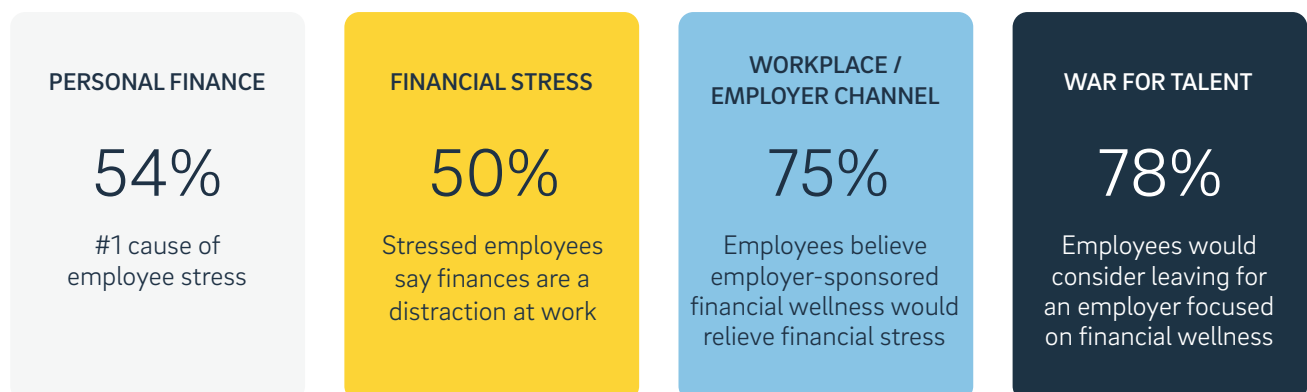 PERSONAL FINANCE
54%
#1 cause of
employee stress
FINANCIAL STRESS
50%
Stressed employees
say finances are a
distraction at work
WORKPLACE /
EMPLOYER CHANNEL
75%
Employees believe
employer-sponsored
financial wellness would
relieve financial stress
WAR FOR TALENT
78%
Employees would
consider leaving for
an employer focused
on financial wellness